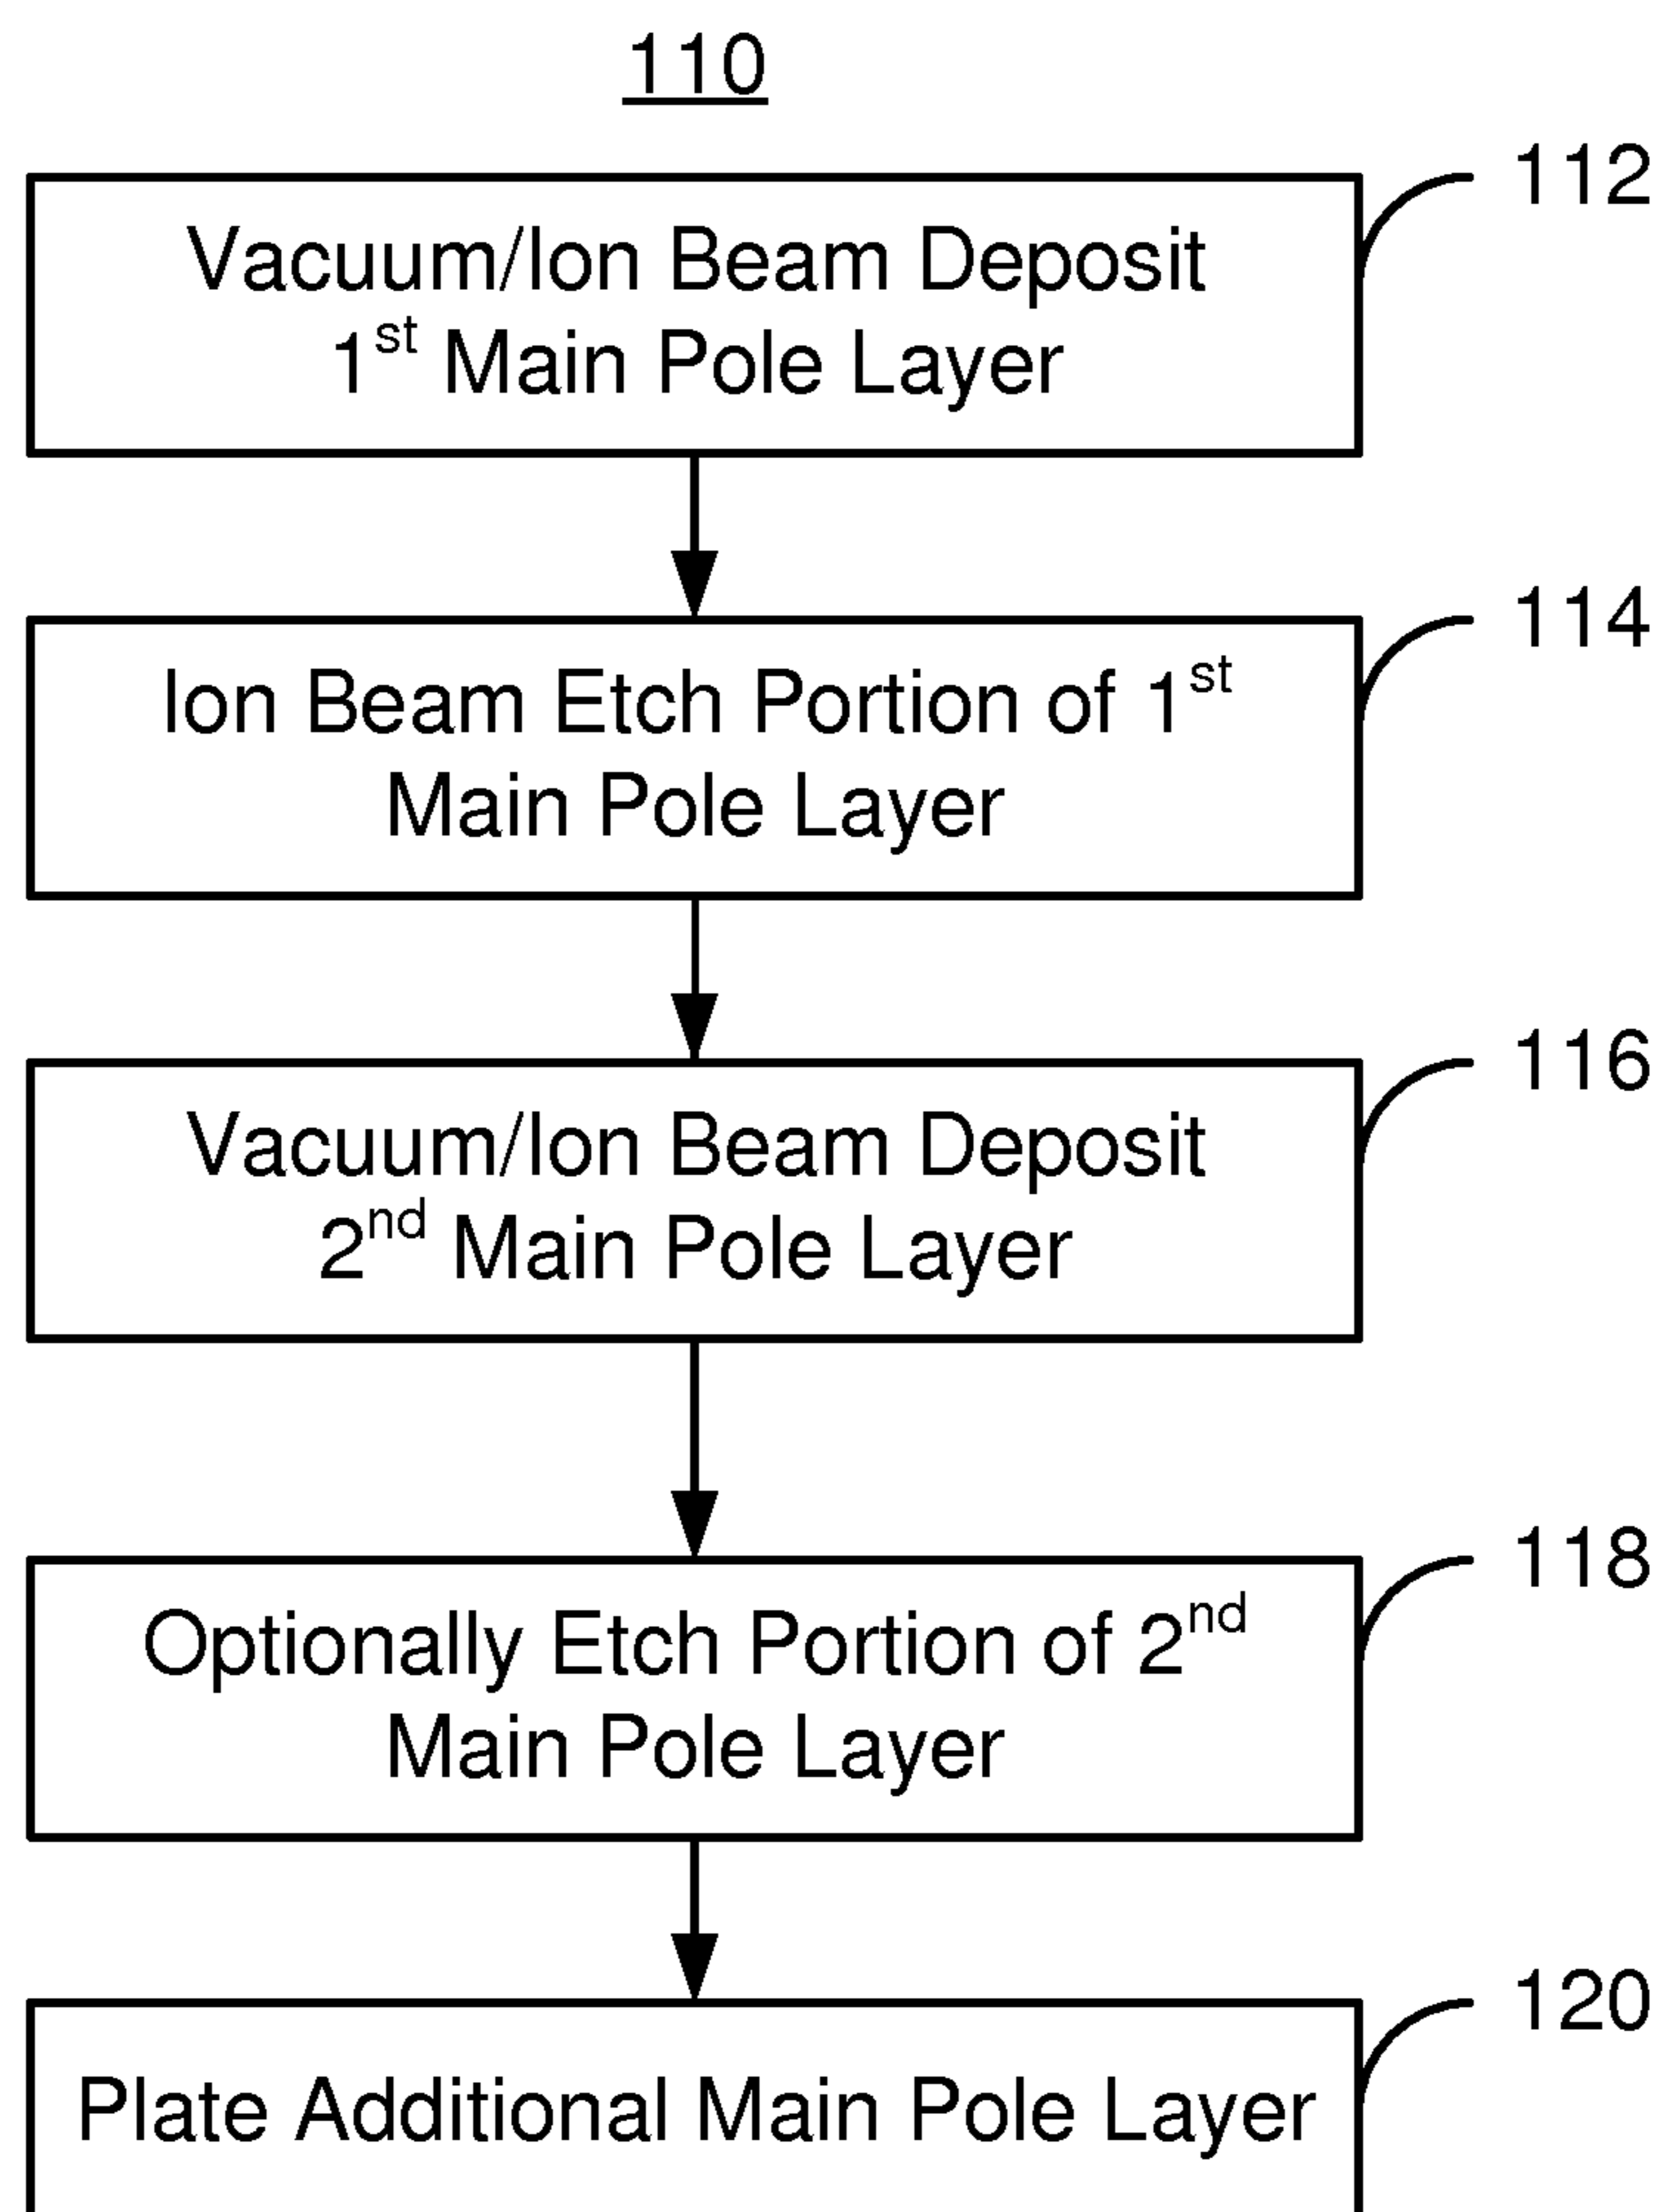 110
112
Vacuum/Ion Beam Deposit
1st Main Pole Layer
114
Ion Beam Etch Portion of 1st
Main Pole Layer
116
Vacuum/Ion Beam Deposit
2nd Main Pole Layer
118
Optionally Etch Portion of 2nd
Main Pole Layer
120
Plate Additional Main Pole Layer